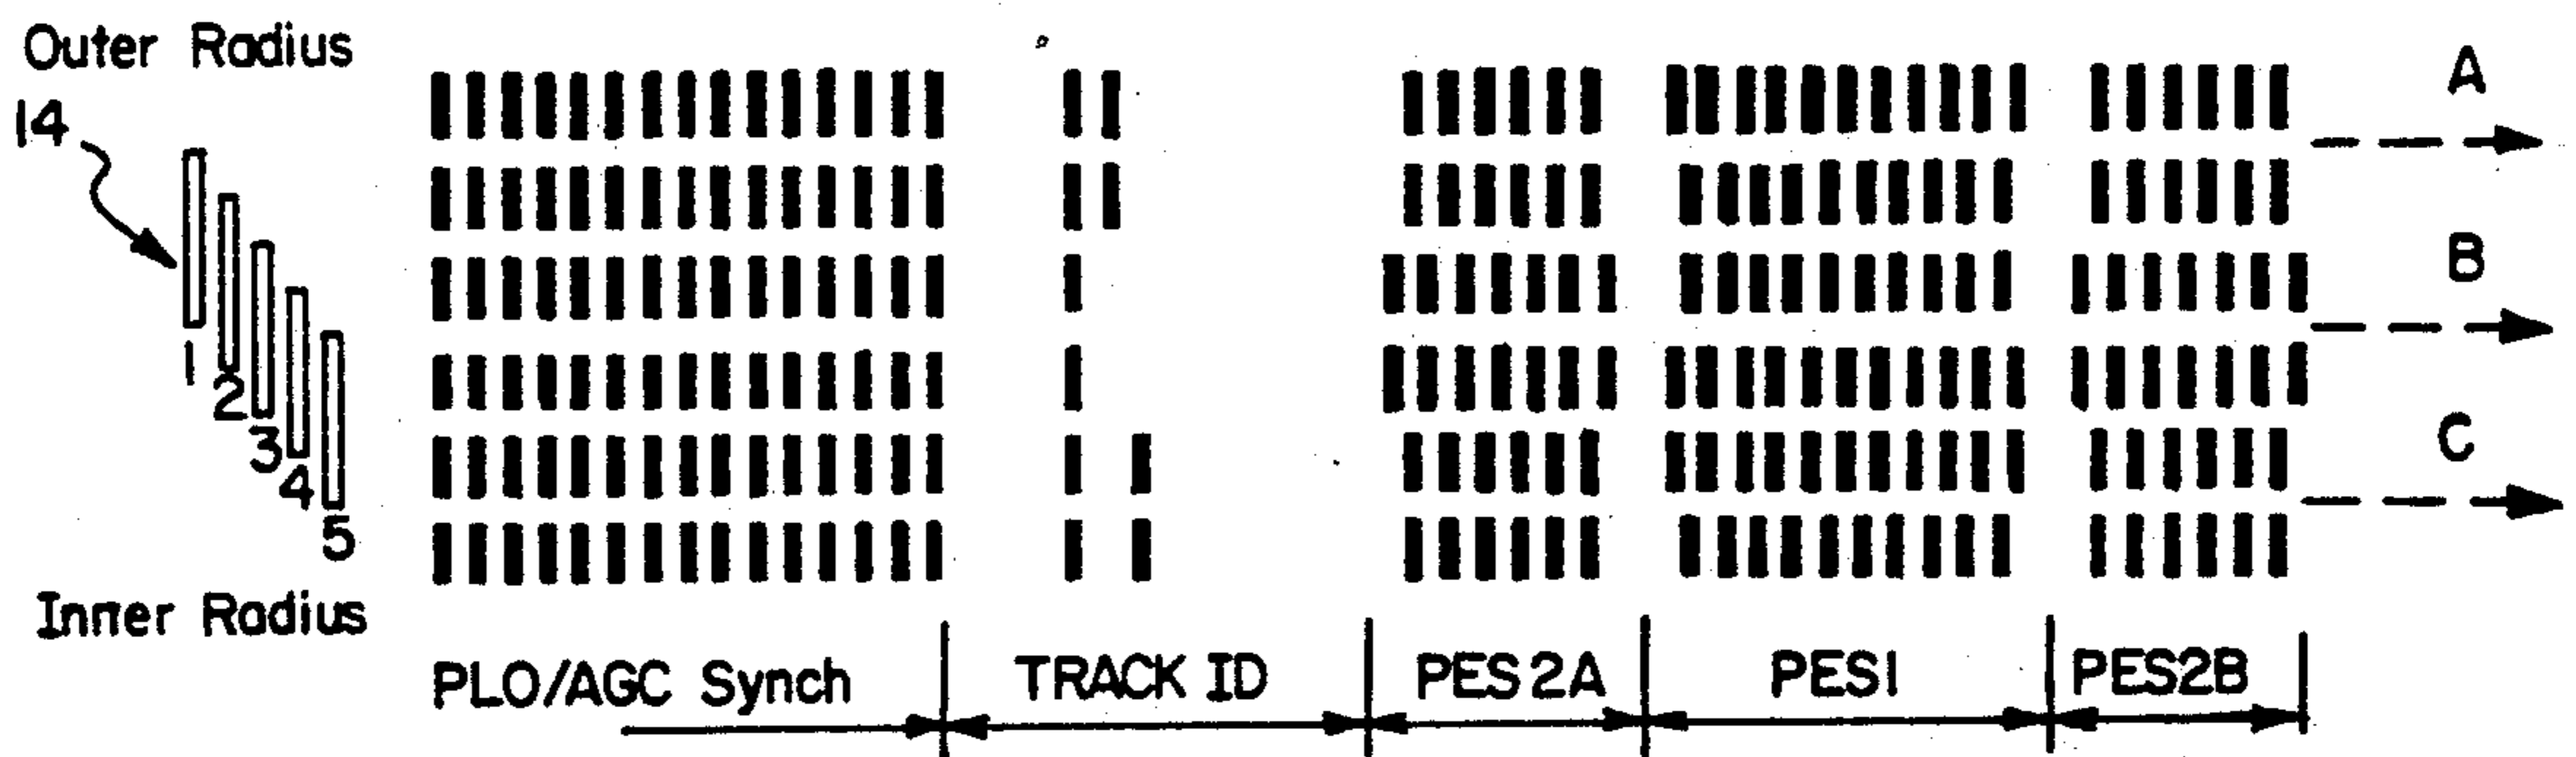 Outer Radius
14
A
B
1
2
3
4
5
C
Inner Radius
PLO/AGC Synch
TRACK ID
PES 2A
PES1
PES2B